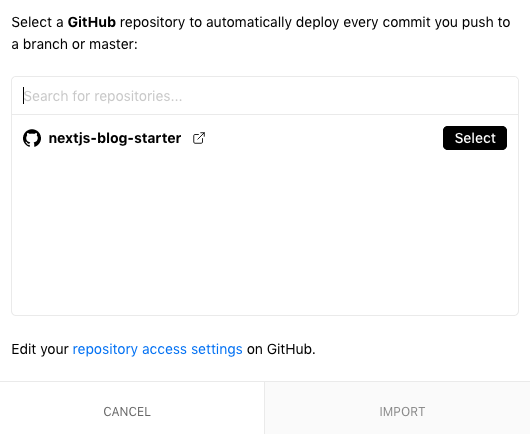 Select a GitHub repository to automatically deploy every commit you push to
a branch or master:
Search for repositories...
nextjs-blog-starter
Select
Edit your repository access settings on GitHub.
CANCEL
IMPORT